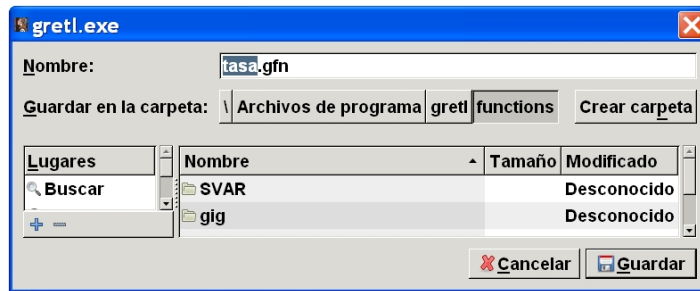 gretl.exe
Nombre: tasa.gfn
Guardar en la carpeta: \ Archivos de programa gretl functions Crear carpeta
Lugares Nombre Tamaño Modificado
Buscar SVAR Desconocido
gig Desconocido
Cancelar Guardar